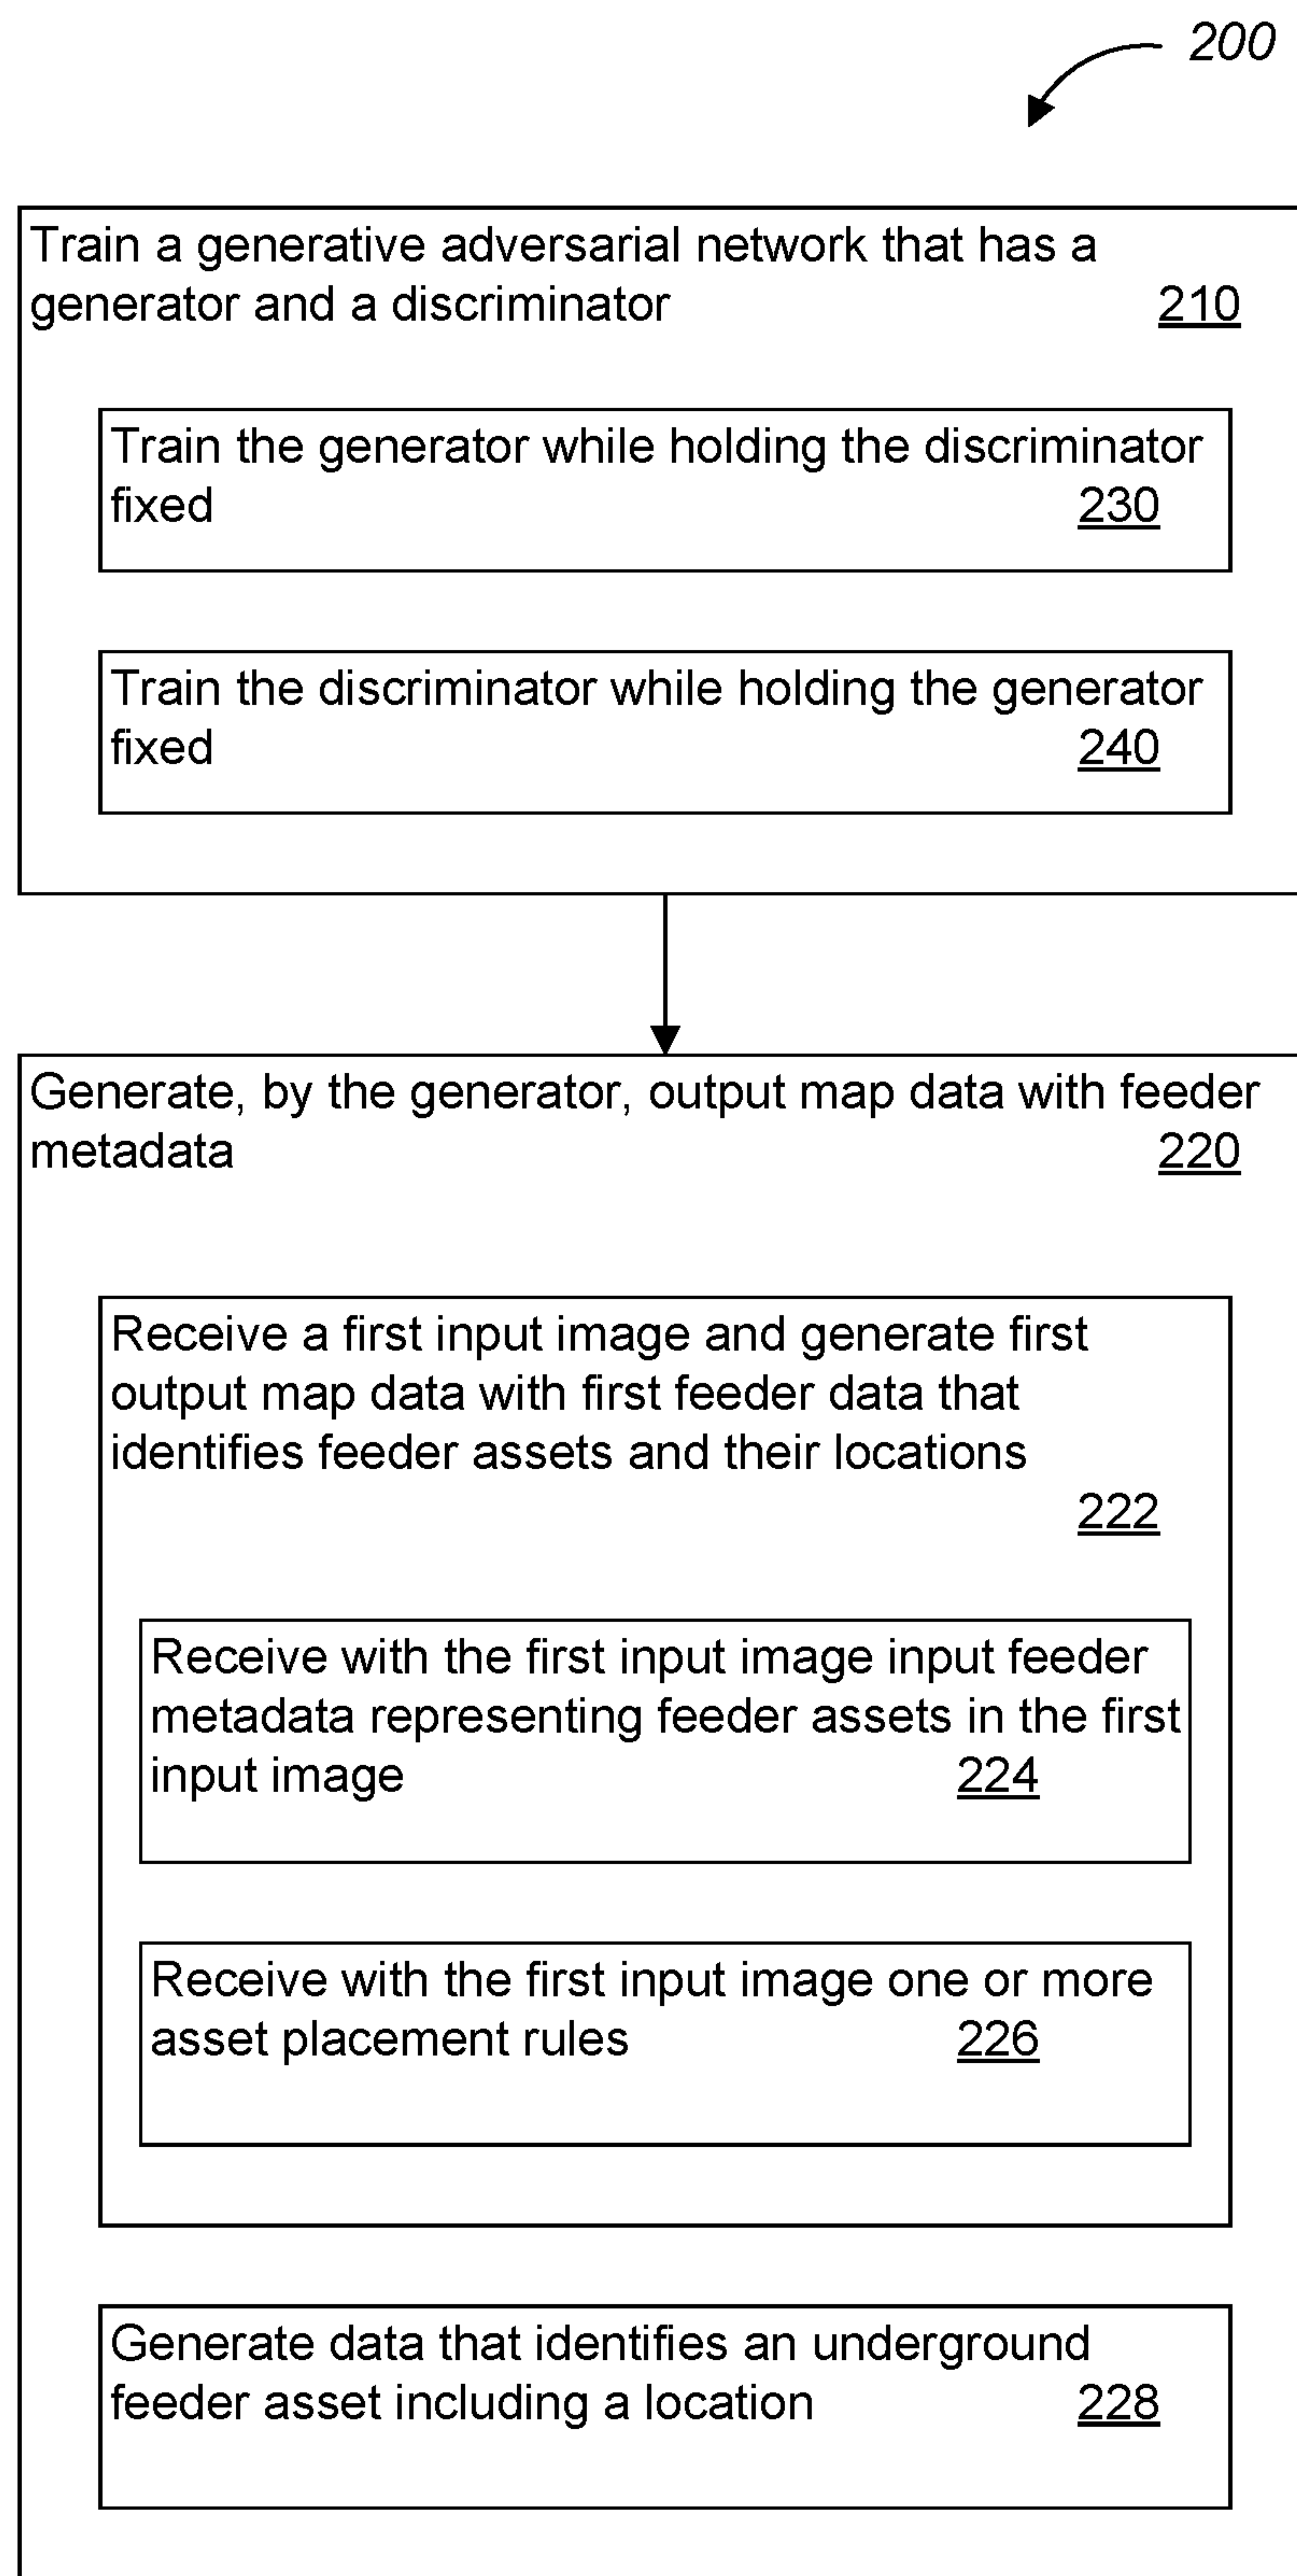 200
Train a generative adversarial network that has a
generator and a discriminator 210
Train the generator while holding the discriminator
fixed 230
Train the discriminator while holding the generator
fixed 240
Generate, by the generator, output map data with feeder
metadata 220
Receive a first input image and generate first
output map data with first feeder data that
identifies feeder assets and their locations
222
Receive with the first input image input feeder
metadata representing feeder assets in the first
input image 224
Receive with the first input image one or more
asset placement rules 226
Generate data that identifies an underground
feeder asset including a location 228